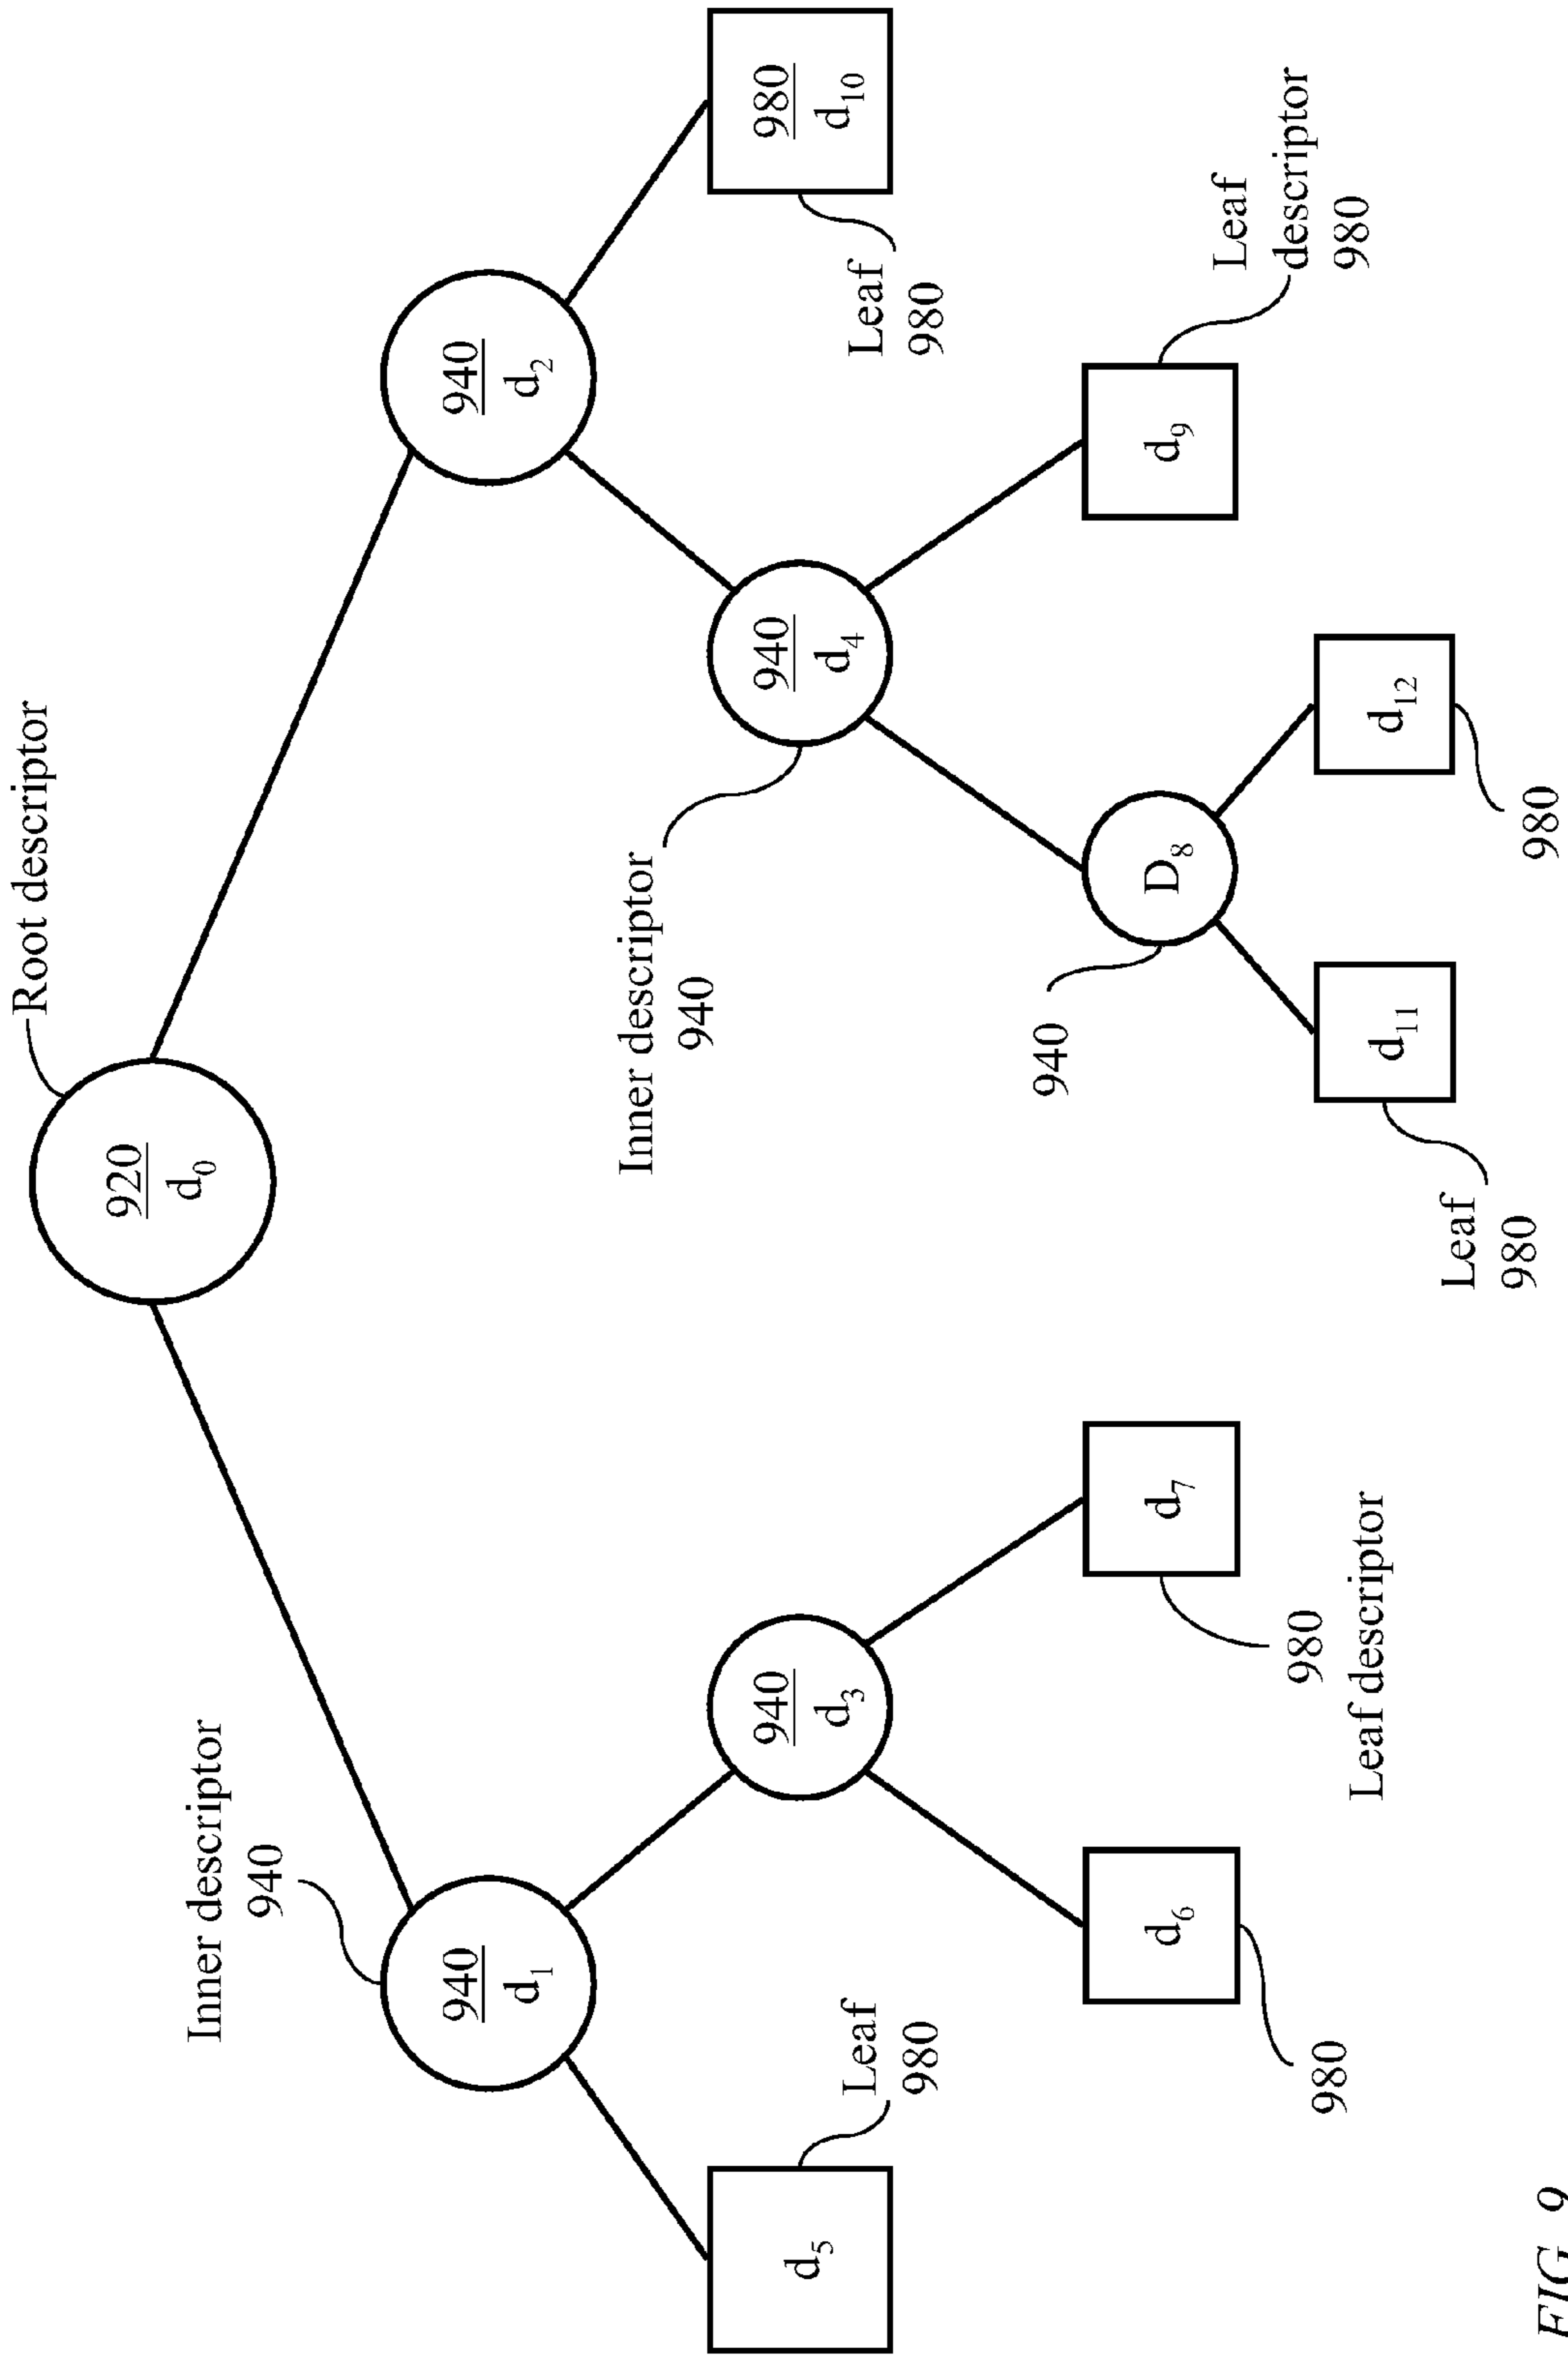 Root descriptor
920
d₀
Inner descriptor
940
940
d₁
940
d₂
Inner descriptor
940
d₅
Leaf
980
940
d₃
940
d₄
980
d₁₀
Leaf
980
940
d₆
980
d₇
980
Leaf descriptor
D₈
d₉
Leaf
descriptor
980
d₁₁
Leaf
980
d₁₂
980
FIG. 9